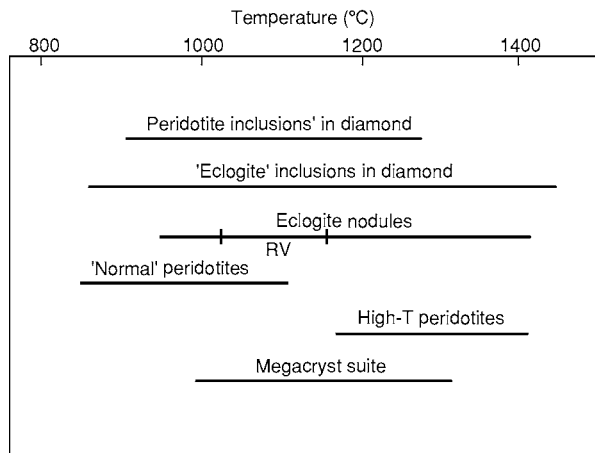 Temperature (°C)
800 1000 1200 1400
Peridotite inclusions' in diamond
'Eclogite' inclusions in diamond
Eclogite nodules
RV
'Normal' peridotites
High-T peridotites
Megacryst suite